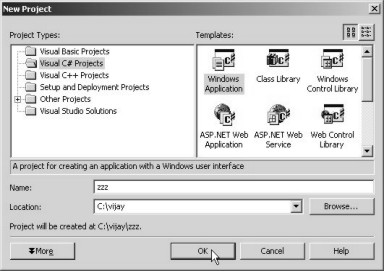 New Project
Project Types:
Templates:
Visual Basic Projects
Visual C# Projects
Visual C++ Projects
Setup and Deployment Projects
Other Projects
Visual Studio Solutions
Windows Application
Class Library
Windows Control Library
ASP.NET Web Application
ASP.NET Web Service
Web Control Library
A project for creating an application with a Windows user interface
Name:
zzz
Location:
C:\vijay
Browse...
Project will be created at C:\vijay\zzz.
More
OK
Cancel
Help